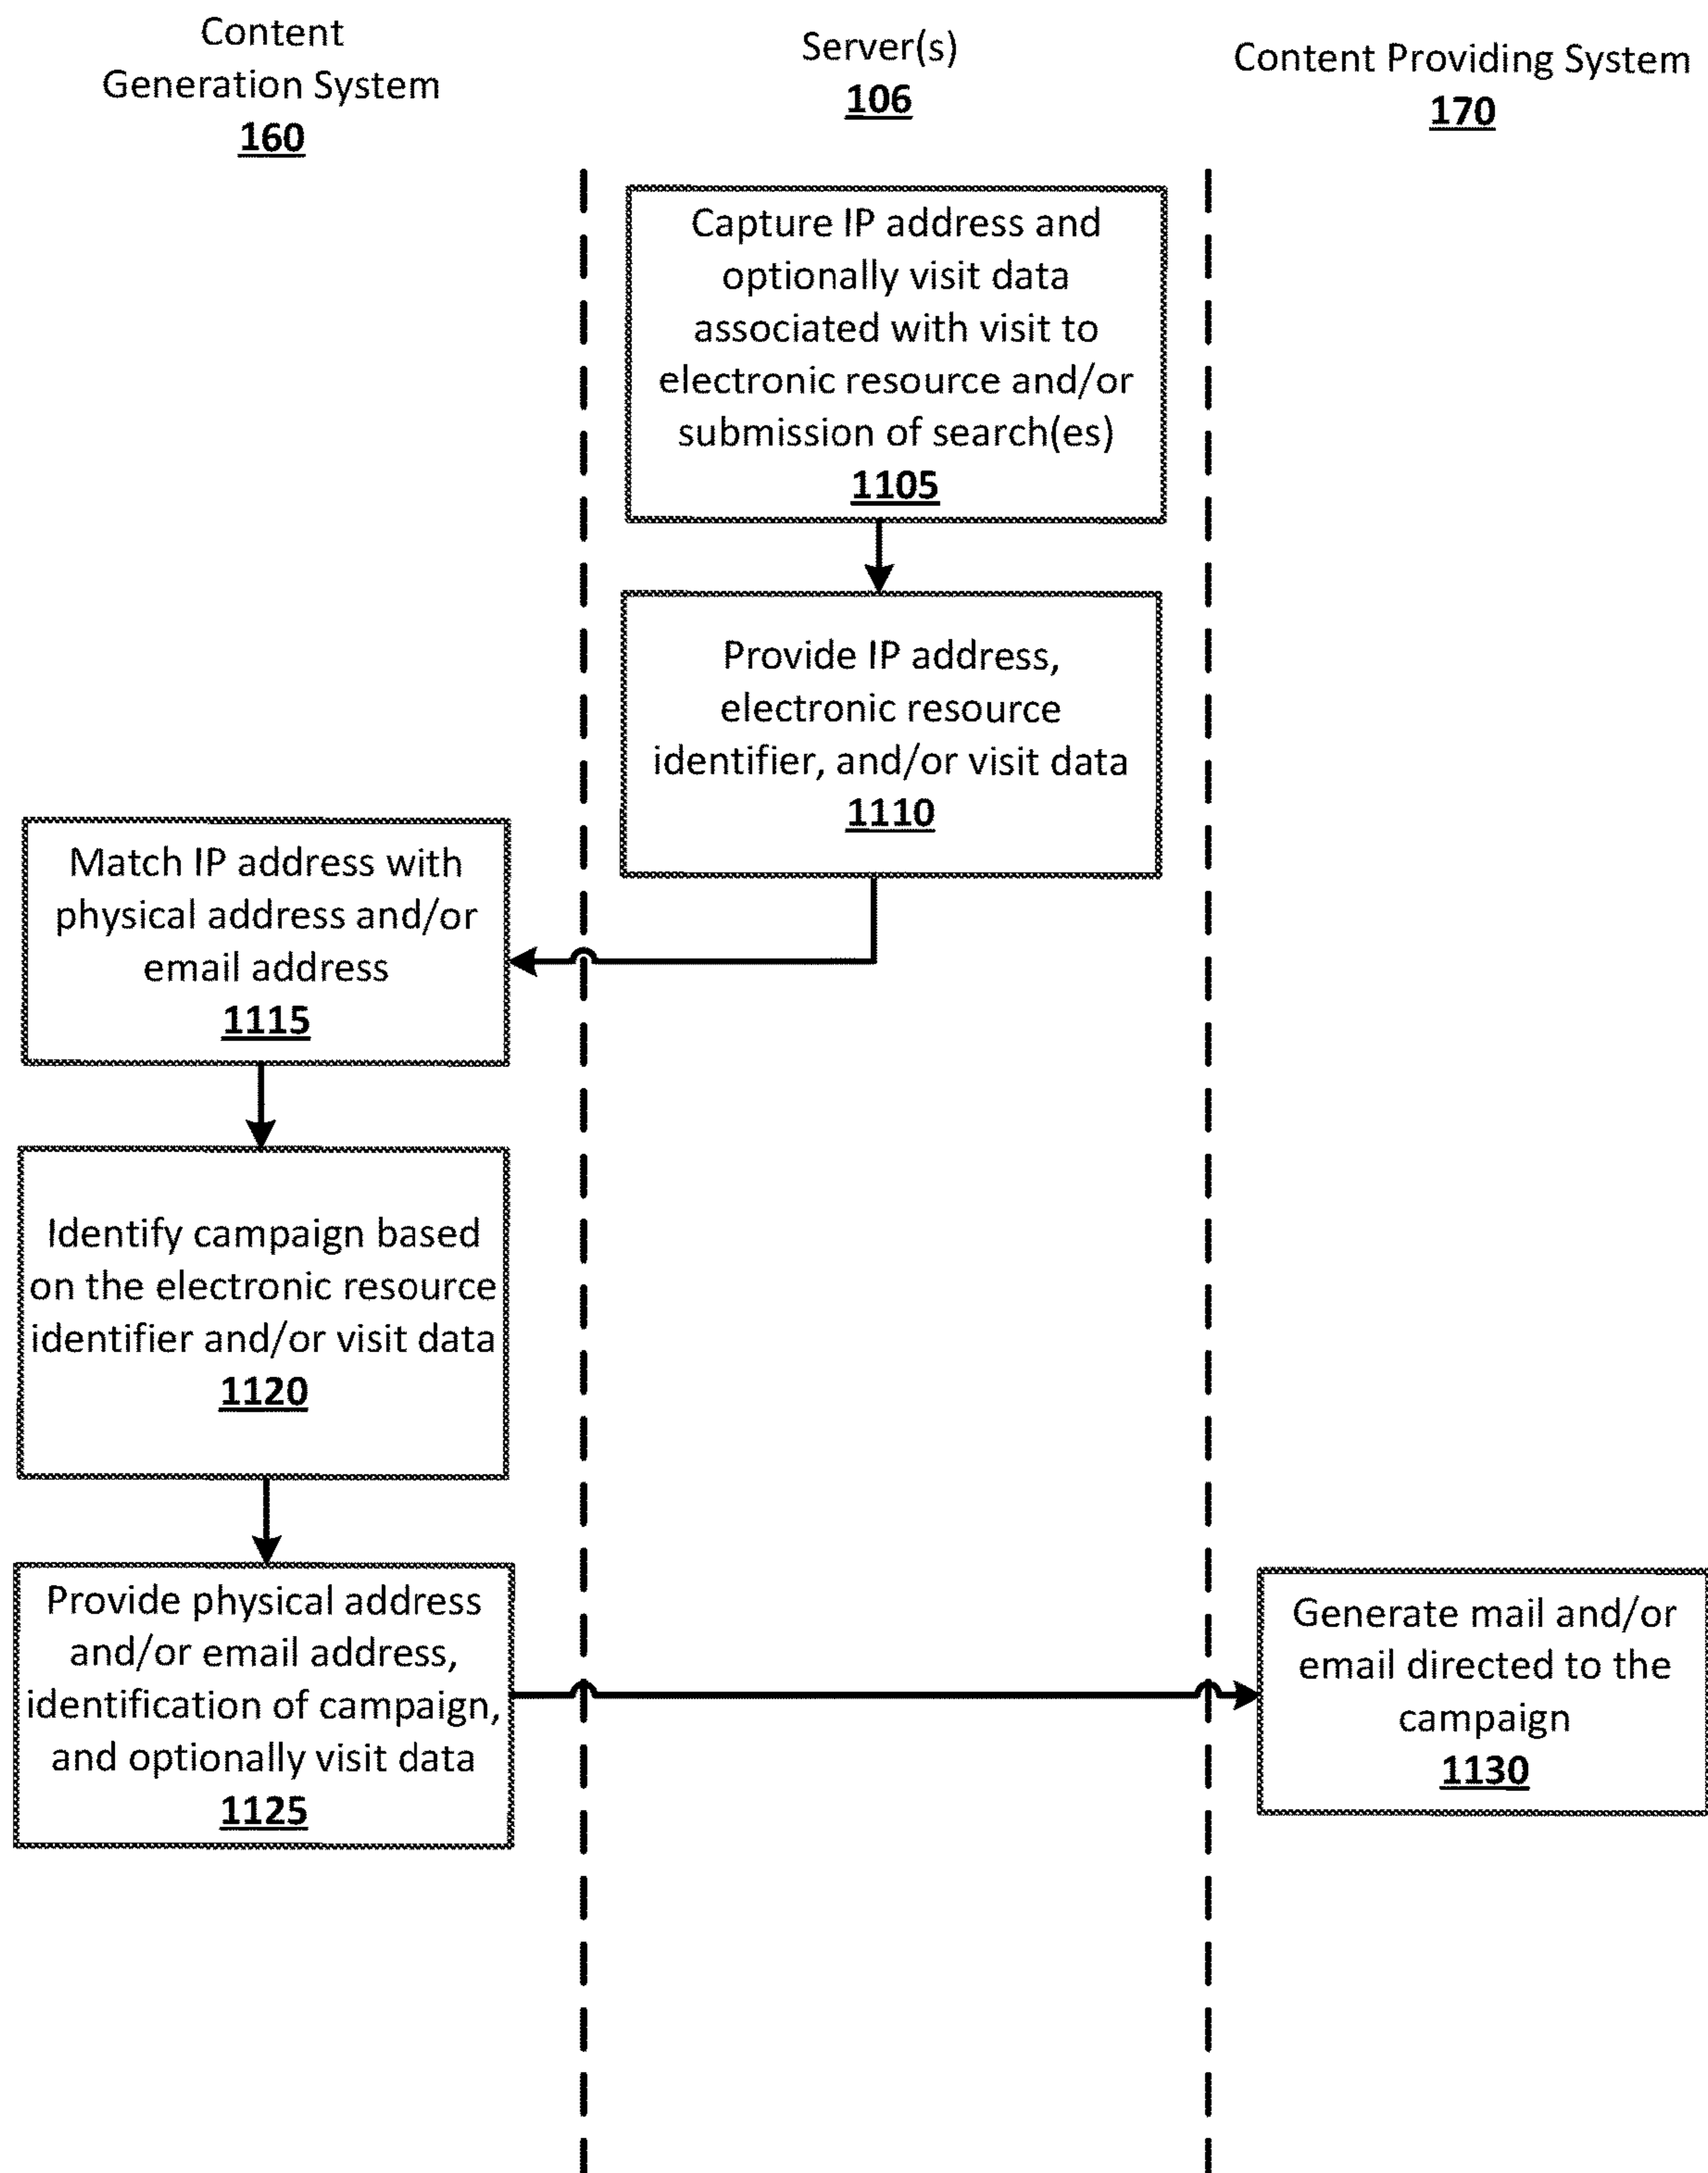 Content
Generation System
160
Server(s)
106
Content Providing System
170
Capture IP address and
optionally visit data
associated with visit to
electronic resource and/or
submission of search(es)
1105
Provide IP address,
electronic resource
identifier, and/or visit data
1110
Match IP address with
physical address and/or
email address
1115
Identify campaign based
on the electronic resource
identifier and/or visit data
1120
Provide physical address
and/or email address,
identification of campaign,
and optionally visit data
1125
Generate mail and/or
email directed to the
campaign
1130